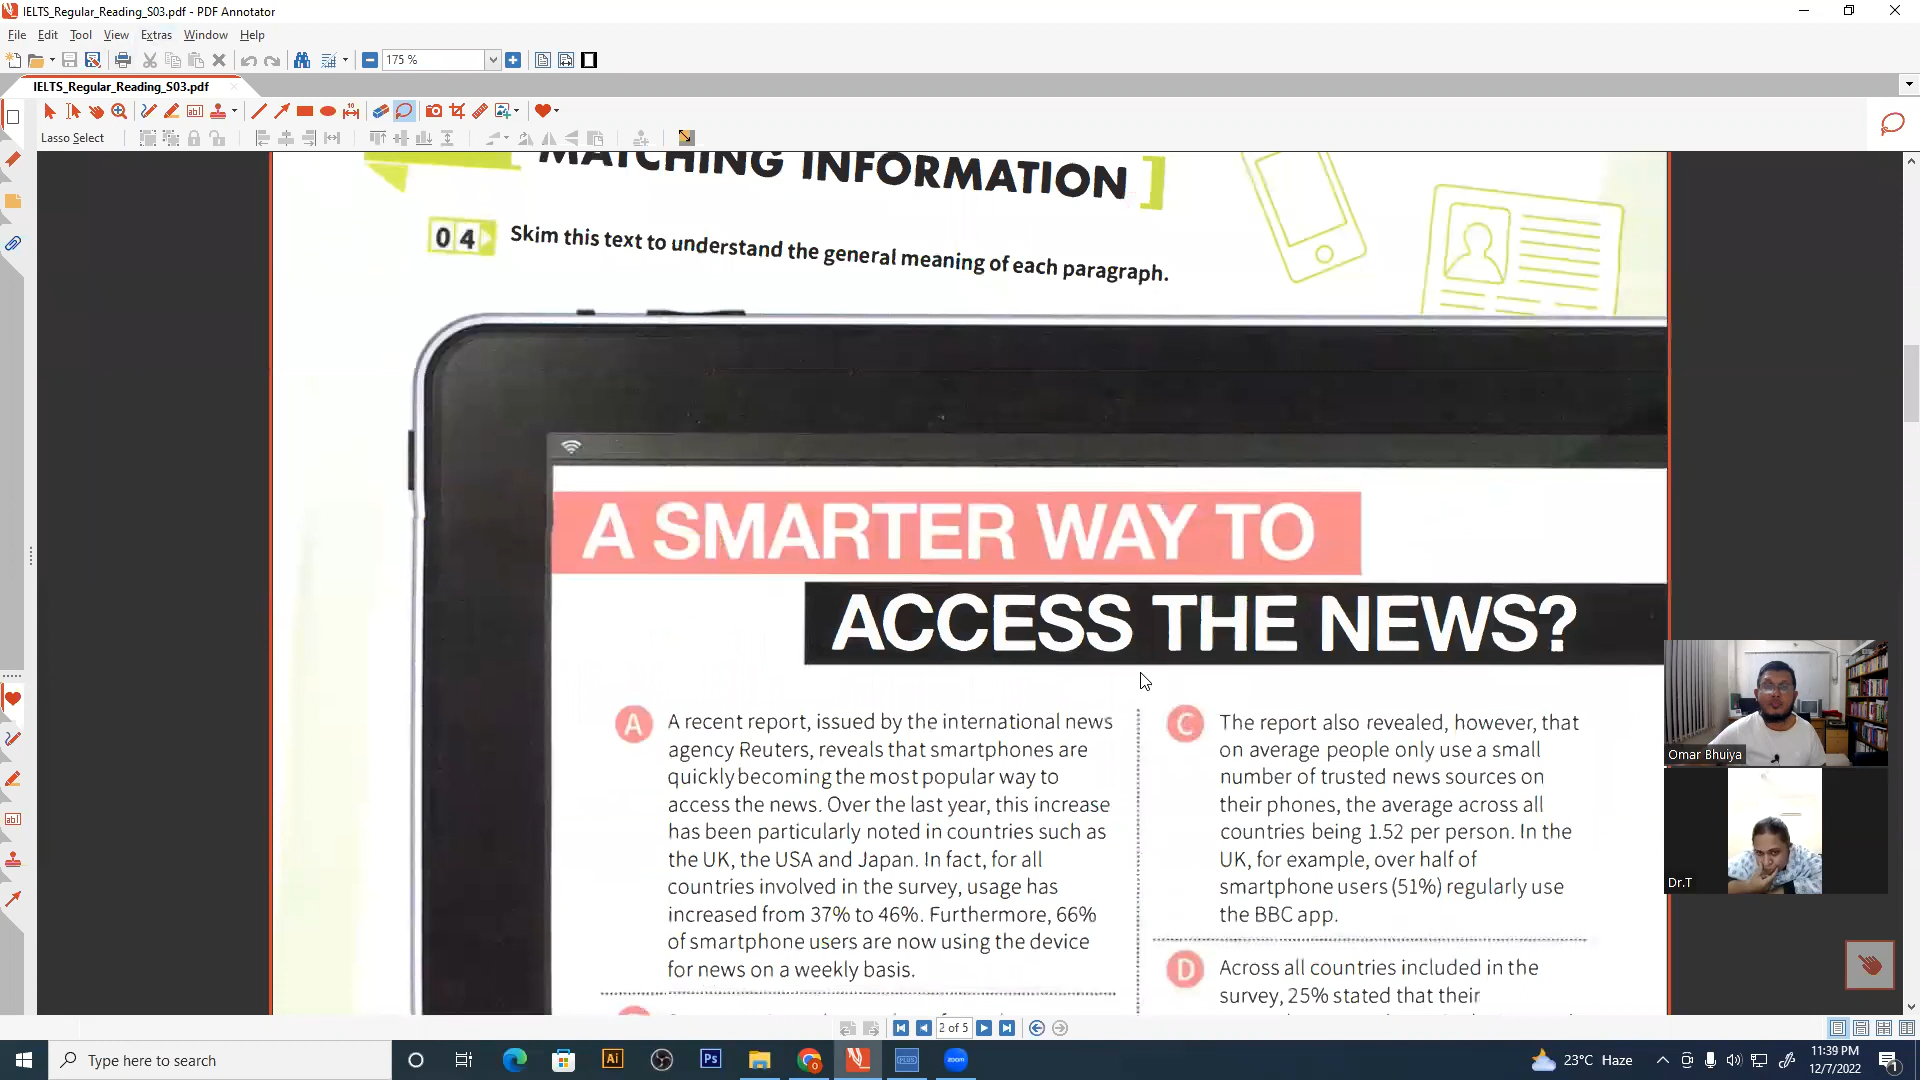 IELTS_Regular_Reading_S03.pdf - PDF Annotator
File Edit Tool View Extras Window Help
175 %
IELTS_Regular_Reading_S03.pdf
Lasso Select
MATCHING INFORMATION ]
04 Skim this text to understand the general meaning of each paragraph.
A SMARTER WAY TO
ACCESS THE NEWS?
A A recent report, issued by the international news
agency Reuters, reveals that smartphones are
quickly becoming the most popular way to
access the news. Over the last year, this increase
has been particularly noted in countries such as
the UK, the USA and Japan. In fact, for all
countries involved in the survey, usage has
increased from 37% to 46%. Furthermore, 66%
of smartphone users are now using the device
for news on a weekly basis.
C The report also revealed, however, that
on average people only use a small
number of trusted news sources on
their phones, the average across all
countries being 1.52 per person. In the
UK, for example, over half of
smartphone users (51%) regularly use
the BBC app.
D Across all countries included in the
survey, 25% stated that their
Omar Bhuiya
Dr.T
2 of 5
Type here to search
Ai
Ps
zoom
23°C Haze
11:39 PM
12/7/2022
1